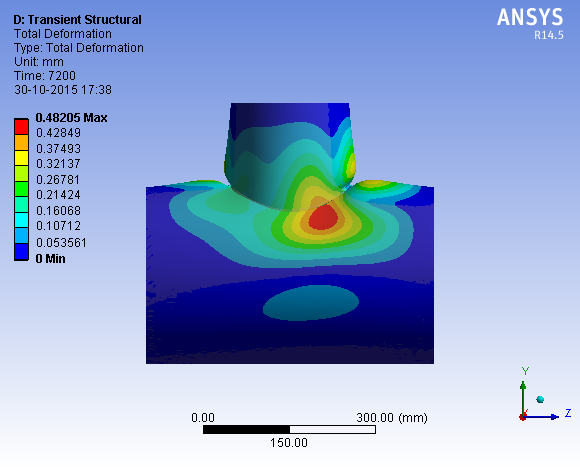 D: Transient Structural
Total Deformation
Type: Total Deformation
Unit: mm
Time: 7200
30-10-2015 17:38
ANSYS
R14.5
0.48205 Max
0.42849
0.37493
0.32137
0.26781
0.21424
0.16068
0.10712
0.053561
0 Min
0.00
300.00 (mm)
150.00
Y
Z